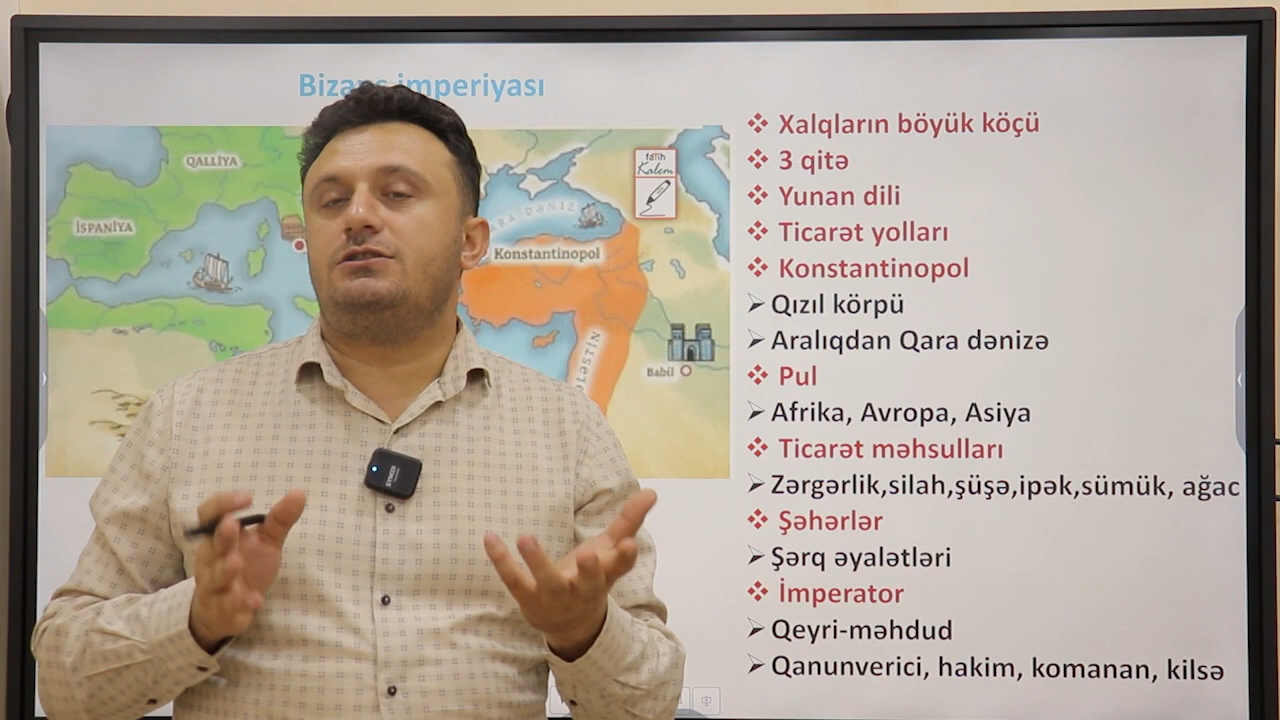 Bizans imperiyası
QALLİYA
İSPANİYA
ARA DƏNİZ
Konstantinopol
Babil
fatih
Kalem
Xalqların böyük köçü
3 qitə
Yunan dili
Ticarət yolları
Konstantinopol
Qızıl körpü
Aralıqdan Qara dənizə
Pul
Afrika, Avropa, Asiya
Ticarət məhsulları
Zərgərlik,silah,şüşə,ipək,sümük, ağac
Şəhərlər
Şərq əyalətləri
İmperator
Qeyri-məhdud
Qanunverici, hakim, komanan, kilsə